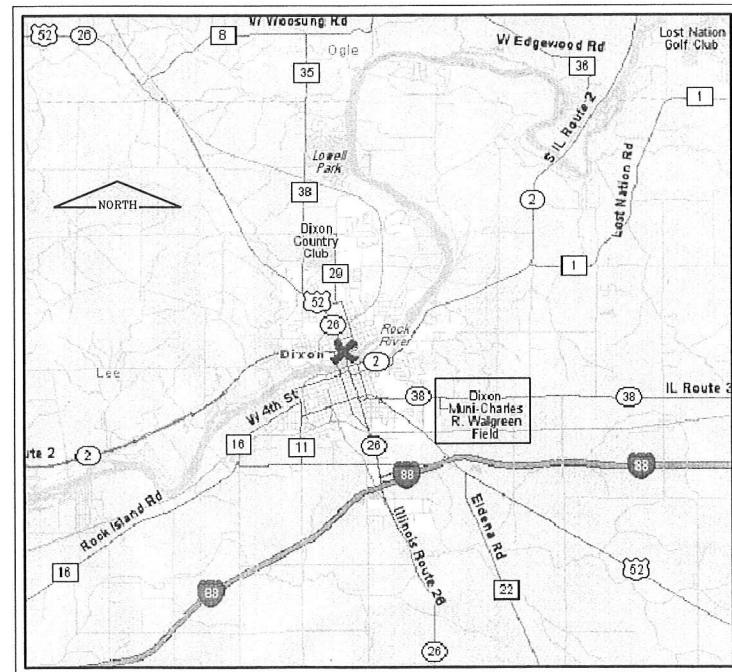 W Woosung Rd
52
26
8
Ogle
35
W Edgewood Rd
36
Lost Nation
Golf Club
1
S IL Route 2
Lowell
Park
38
NORTH
2
Lost Nation Rd
Dixon
Country
Club
29
1
52
26
Rock
River
Dixon
2
Lee
38
Dixon
Muni-Charles
R. Walgreen
Field
38
IL Route 3
W 4th St
16
11
26
ute 2
2
88
88
Rock Island Rd
Illinois Route 26
Eldena Rd
16
88
22
52
26